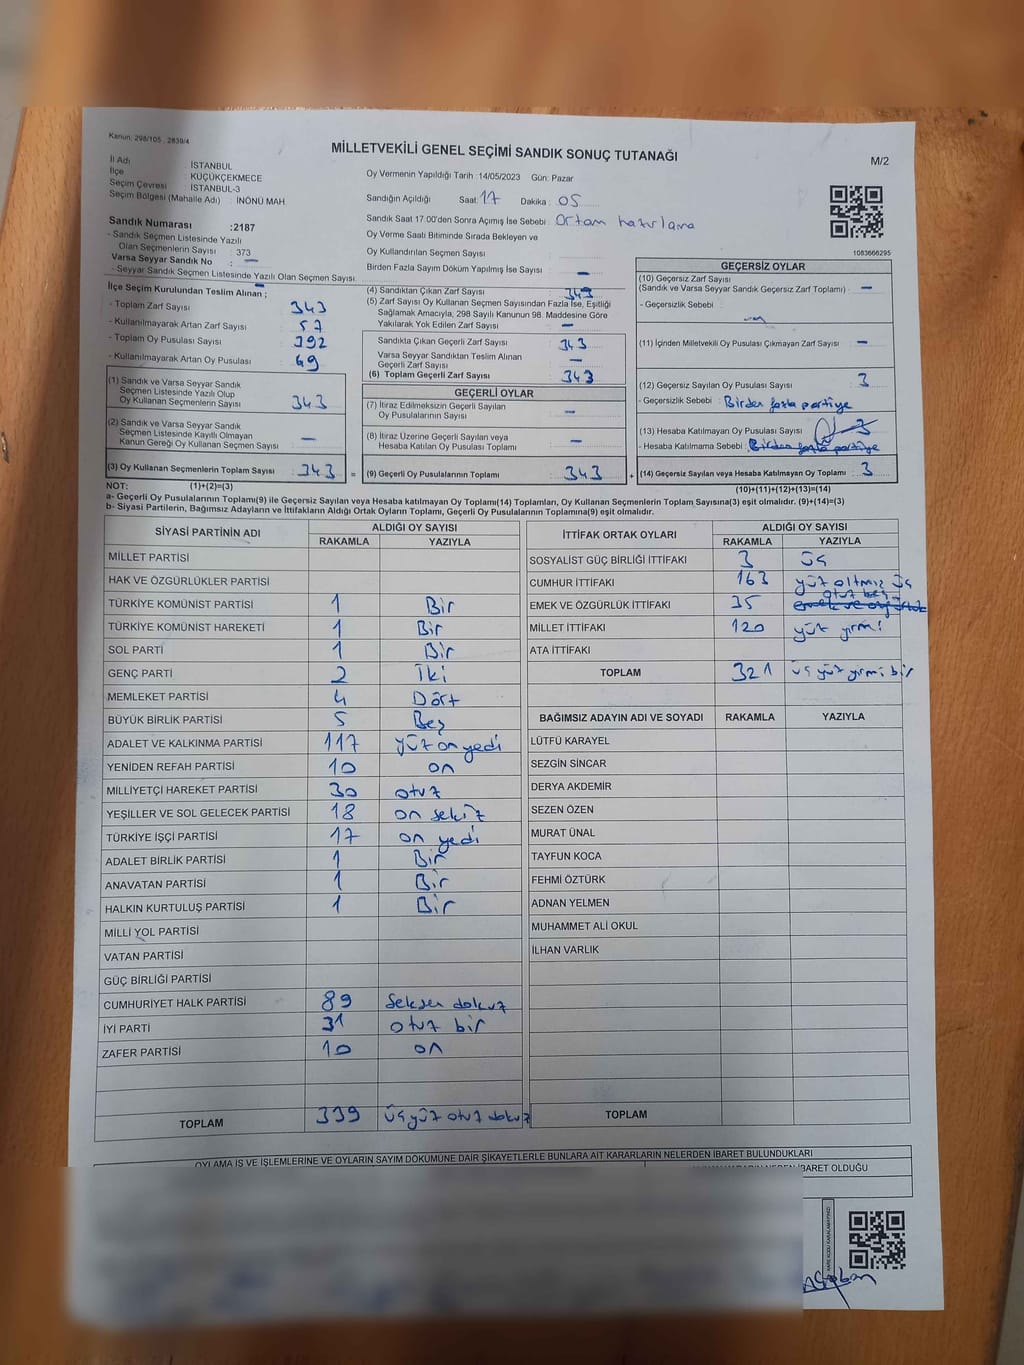 Kanun: 298/105 , 2839/4
MİLLETVEKİLİ GENEL SEÇİMİ SANDIK SONUÇ TUTANAĞI
M/2
İl Adı : İSTANBUL
İlçe : KÜÇÜKÇEKMECE
Seçim Çevresi : İSTANBUL-3
Seçim Bölgesi (Mahalle Adı) : İNÖNÜ MAH
Oy Vermenin Yapıldığı Tarih :14/05/2023 Gün: Pazar
Sandığın Açıldığı Saat: 17 Dakika : 05
Sandık Saat 17.00'den Sonra Açımış İse Sebebi : Ortam hazırlama
Sandık Numarası :2187
- Sandık Seçmen Listesinde Yazılı
Olan Seçmenlerin Sayısı : 373
Varsa Seyyar Sandık No : —
- Seyyar Sandık Seçmen Listesinde Yazılı Olan Seçmen Sayısı
Oy Verme Saati Bitiminde Sırada Bekleyen ve
Oy Kullandırılan Seçmen Sayısı
Birden Fazla Sayım Döküm Yapılmış İse Sayısı —
1083666295
İlçe Seçim Kurulundan Teslim Alınan ;
- Toplam Zarf Sayısı 343
- Kullanılmayarak Artan Zarf Sayısı 57
- Toplam Oy Pusulası Sayısı 392
- Kullanılmayarak Artan Oy Pusulası 49
(1) Sandık ve Varsa Seyyar Sandık
Seçmen Listesinde Yazılı Olup
Oy Kullanan Seçmenlerin Sayısı 343
(2) Sandık ve Varsa Seyyar Sandık
Seçmen Listesinde Kayıtlı Olmayan
Kanun Gereği Oy Kullanan Seçmen Sayısı —
(3) Oy Kullanan Seçmenlerin Toplam Sayısı : 343 =
(4) Sandıktan Çıkan Zarf Sayısı 343
(5) Zarf Sayısı Oy Kullanan Seçmen Sayısından Fazla İse, Eşitliği
Sağlamak Amacıyla, 298 Sayılı Kanunun 98. Maddesine Göre
Yakılarak Yok Edilen Zarf Sayısı —
Sandıkta Çıkan Geçerli Zarf Sayısı 343
Varsa Seyyar Sandıktan Teslim Alınan
Geçerli Zarf Sayısı —
(6) Toplam Geçerli Zarf Sayısı 343
GEÇERLİ OYLAR
(7) İtiraz Edilmeksizin Geçerli Sayılan
Oy Pusulalarının Sayısı —
(8) İtiraz Üzerine Geçerli Sayılan veya
Hesaba Katılan Oy Pusulası Toplamı —
(9) Geçerli Oy Pusulalarının Toplamı 343 +
GEÇERSİZ OYLAR
(10) Geçersiz Zarf Sayısı
(Sandık ve Varsa Seyyar Sandık Geçersiz Zarf Toplamı) —
- Geçersizlik Sebebi
(11) İçinden Milletvekili Oy Pusulası Çıkmayan Zarf Sayısı —
(12) Geçersiz Sayılan Oy Pusulası Sayısı 3
- Geçersizlik Sebebi : Birden fazla partiye
(13) Hesaba Katılmayan Oy Pusulası Sayısı 3
- Hesaba Katılmama Sebebi : Birden fazla partiye
(14) Geçersiz Sayılan veya Hesaba Katılmayan Oy Toplamı 3
NOT: (1)+(2)=(3) (10)+(11)+(12)+(13)=(14)
a- Geçerli Oy Pusulalarının Toplamı(9) ile Geçersiz Sayılan veya Hesaba katılmayan Oy Toplamı(14) Toplamları, Oy Kullanan Seçmenlerin Toplam Sayısına(3) eşit olmalıdır. (9)+(14)=(3)
b- Siyasi Partilerin, Bağımsız Adayların ve İttifakların Aldığı Ortak Oyların Toplamı, Geçerli Oy Pusulalarının Toplamına(9) eşit olmalıdır.
SİYASİ PARTİNİN ADI ALDIĞI OY SAYISI
RAKAMLA YAZIYLA
MİLLET PARTİSİ
HAK VE ÖZGÜRLÜKLER PARTİSİ
TÜRKİYE KOMÜNİST PARTİSİ 1 Bir
TÜRKİYE KOMÜNİST HAREKETİ 1 Bir
SOL PARTİ 1 Bir
GENÇ PARTİ 2 İki
MEMLEKET PARTİSİ 4 Dört
BÜYÜK BİRLİK PARTİSİ 5 Beş
ADALET VE KALKINMA PARTİSİ 117 yüz on yedi
YENİDEN REFAH PARTİSİ 10 on
MİLLİYETÇİ HAREKET PARTİSİ 30 otuz
YEŞİLLER VE SOL GELECEK PARTİSİ 18 on sekiz
TÜRKİYE İŞÇİ PARTİSİ 17 on yedi
ADALET BİRLİK PARTİSİ 1 Bir
ANAVATAN PARTİSİ 1 Bir
HALKIN KURTULUŞ PARTİSİ 1 Bir
MİLLİ YOL PARTİSİ
VATAN PARTİSİ
GÜÇ BİRLİĞİ PARTİSİ
CUMHURİYET HALK PARTİSİ 89 seksen dokuz
İYİ PARTİ 31 otuz bir
ZAFER PARTİSİ 10 on
TOPLAM 339 üçyüz otuz dokuz
İTTİFAK ORTAK OYLARI ALDIĞI OY SAYISI
RAKAMLA YAZIYLA
SOSYALİST GÜÇ BİRLİĞİ İTTİFAKI 3 üç
CUMHUR İTTİFAKI 163 yüz altmış üç
EMEK VE ÖZGÜRLÜK İTTİFAKI 35 otuz beş
MİLLET İTTİFAKI 120 yüz yirmi
ATA İTTİFAKI
TOPLAM 321 üç yüz yirmi bir
BAĞIMSIZ ADAYIN ADI VE SOYADI RAKAMLA YAZIYLA
LÜTFÜ KARAYEL
SEZGİN SİNCAR
DERYA AKDEMİR
SEZEN ÖZEN
MURAT ÜNAL
TAYFUN KOCA
FEHMİ ÖZTÜRK
ADNAN YELMEN
MUHAMMET ALİ OKUL
İLHAN VARLIK
TOPLAM
OYLAMA İŞ VE İŞLEMLERİNE VE OYLARIN SAYIM DÖKÜMÜNE DAİR ŞİKAYETLERLE BUNLARA AİT KARARLARIN NELERDEN İBARET BULUNDUKLARI
İBARET OLDUĞU